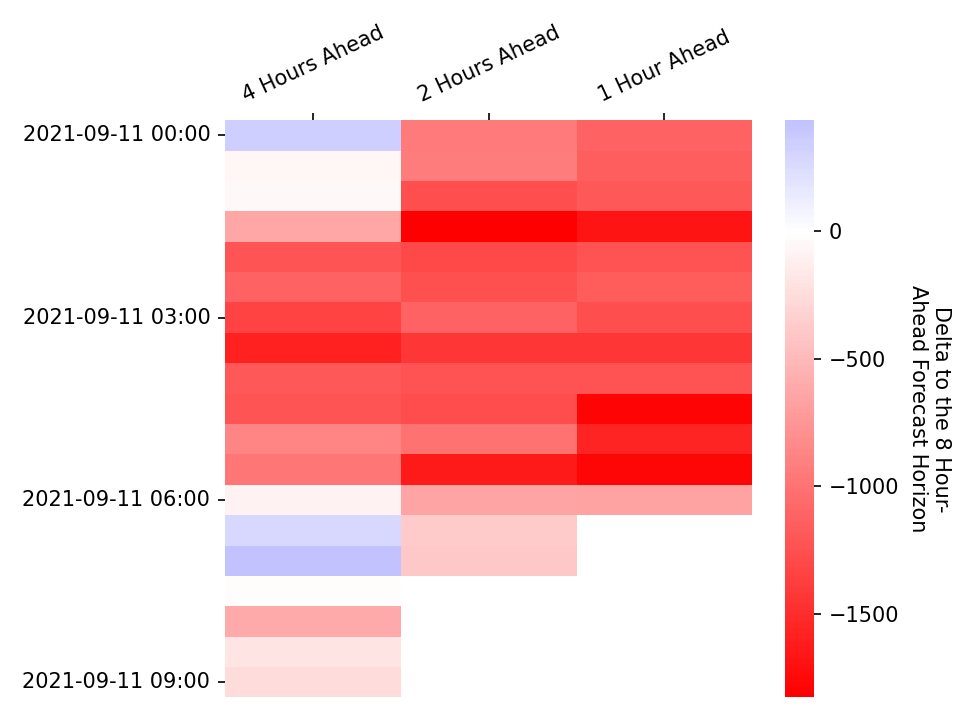 4 Hours Ahead
2 Hours Ahead
1 Hour Ahead
2021-09-11 00:00
2021-09-11 03:00
2021-09-11 06:00
2021-09-11 09:00
0
−500
−1000
−1500
Delta to the 8 Hour-
Ahead Forecast Horizon